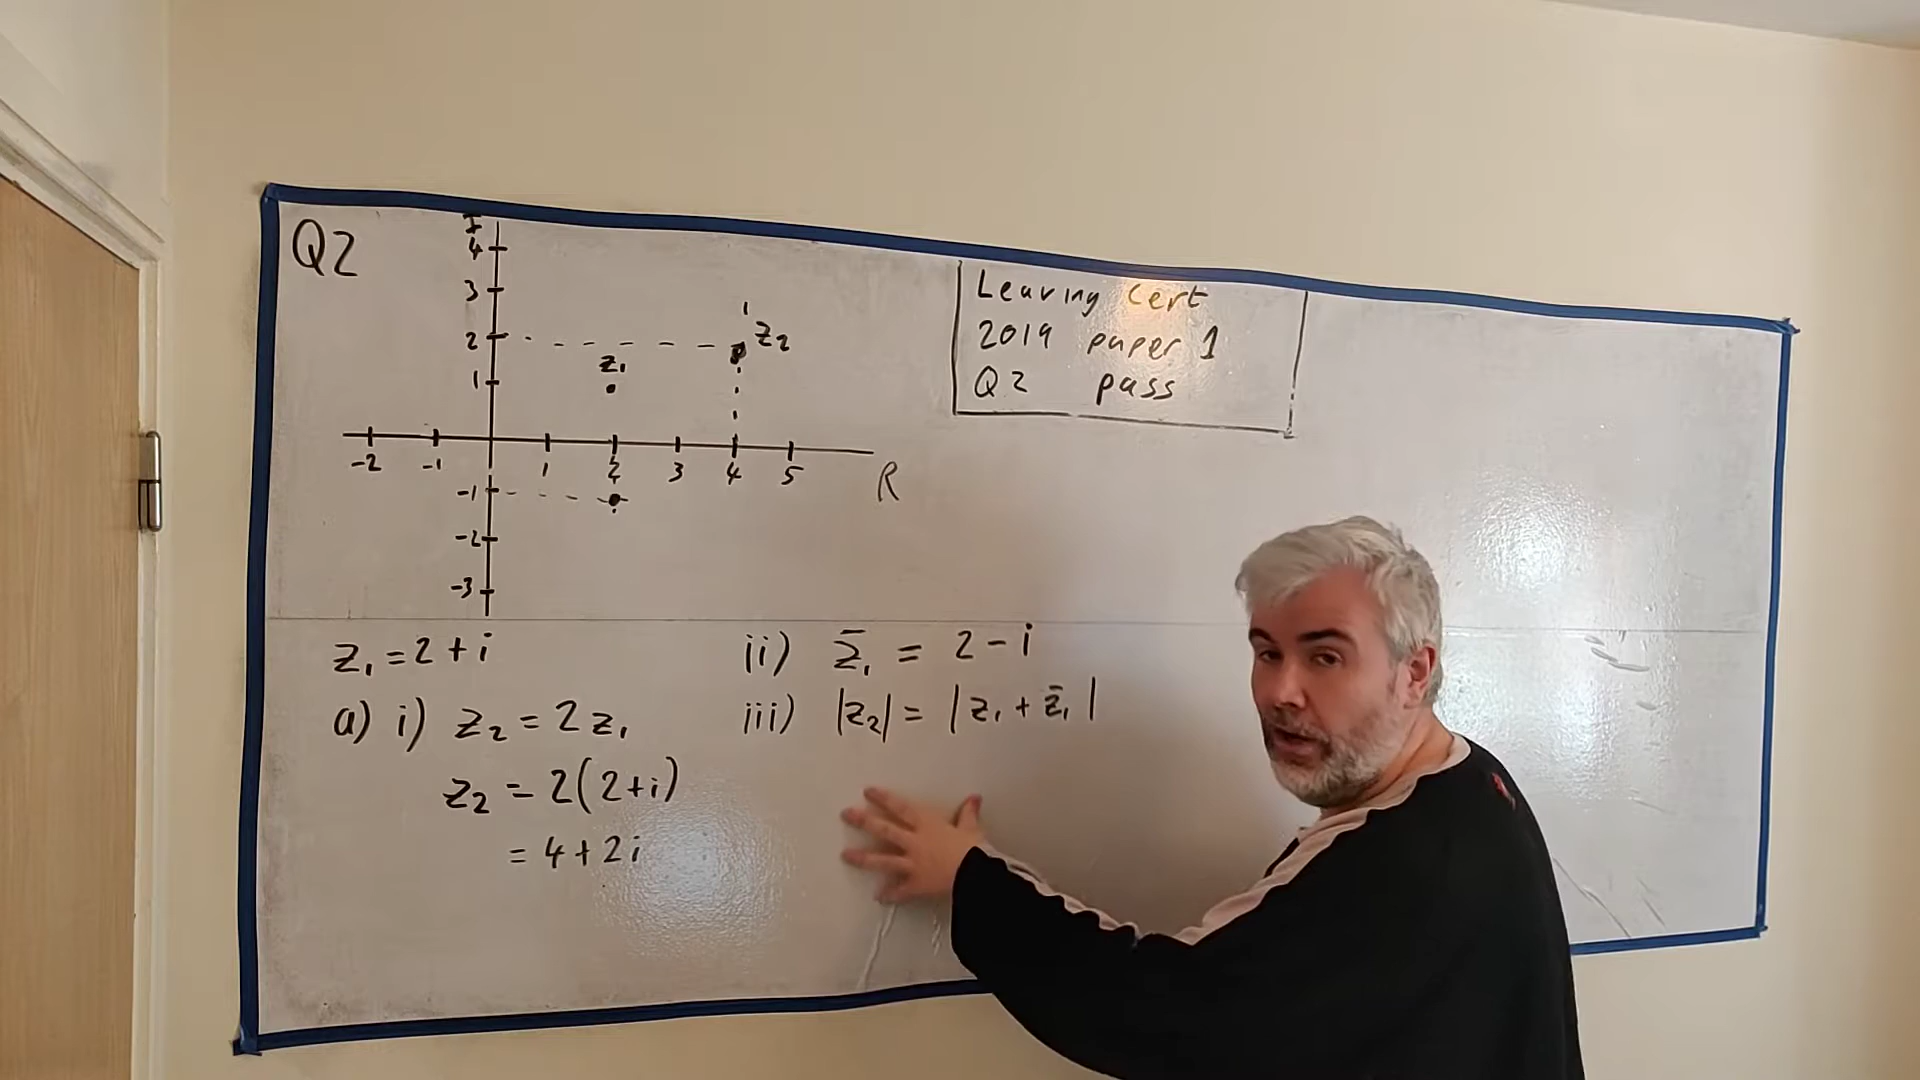 Q2
I
4
3
2
1
z₂
z₁
-2 -1 1 2 3 4 5 R
-1
-2
-3
Leaving cert
2019 paper 1
Q2 pass
z₁ = 2 + i
a) i) z₂ = 2z₁
z₂ = 2(2+i)
= 4 + 2i
ii) z̄₁ = 2 - i
iii) |z₂| = |z₁ + z̄₁|